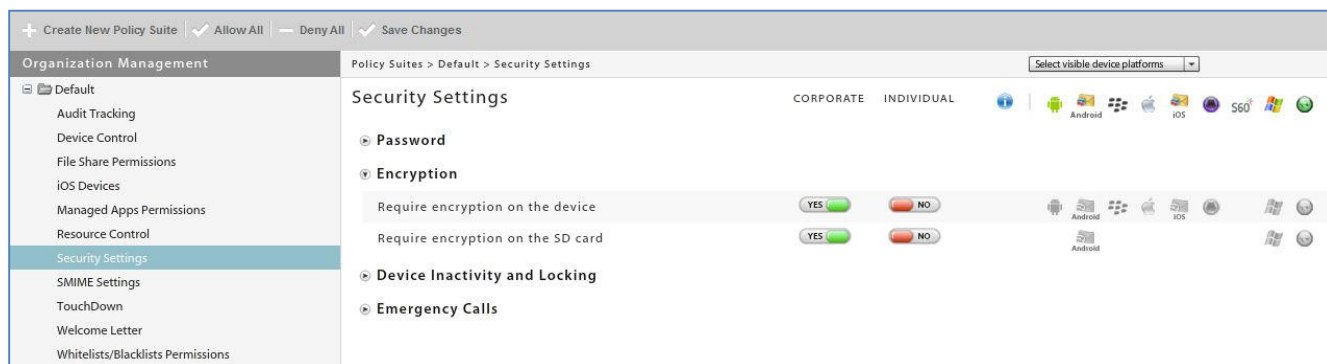 Create New Policy Suite Allow All Deny All Save Changes
Organization Management
Policy Suites > Default > Security Settings
Select visible device platforms
Default
Audit Tracking
Device Control
File Share Permissions
iOS Devices
Managed Apps Permissions
Resource Control
Security Settings
SMIME Settings
TouchDown
Welcome Letter
Whitelists/Blacklists Permissions
Security Settings CORPORATE INDIVIDUAL
Android iOS S60
Password
Encryption
Require encryption on the device YES NO
Android iOS
Require encryption on the SD card YES NO
Android
Device Inactivity and Locking
Emergency Calls